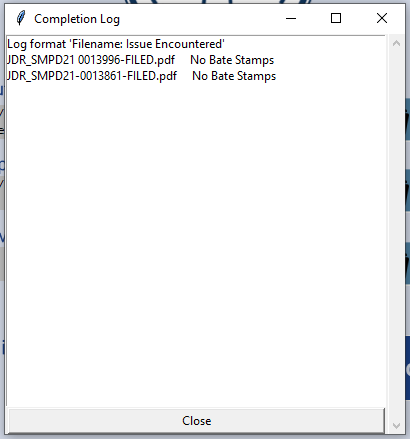 Completion Log
Log format 'Filename: Issue Encountered'
JDR_SMPD21 0013996-FILED.pdf No Bate Stamps
JDR_SMPD21-0013861-FILED.pdf No Bate Stamps
Close